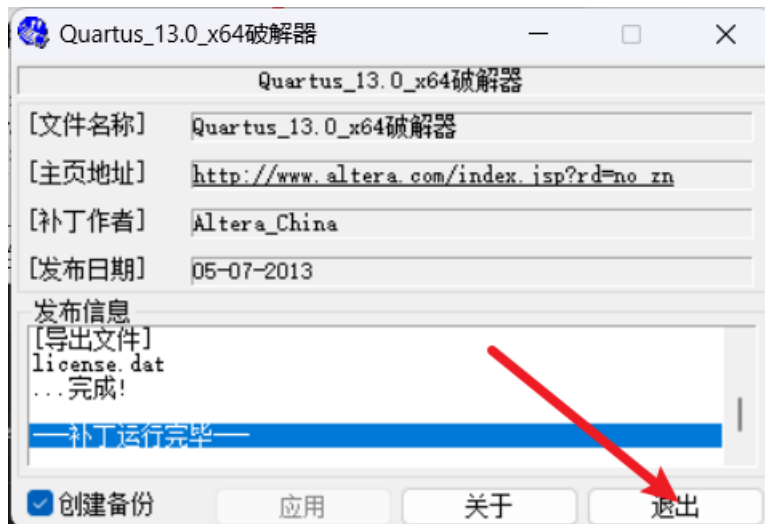 Quartus_13.0_x64破解器
Quartus_13.0_x64破解器
[文件名称] Quartus_13.0_x64破解器
[主页地址] http://www.altera.com/index.jsp?rd=no_zn
[补丁作者] Altera_China
[发布日期] 05-07-2013
发布信息
[导出文件]
license.dat
...完成!
——补丁运行完毕——
创建备份 应用 关于 退出